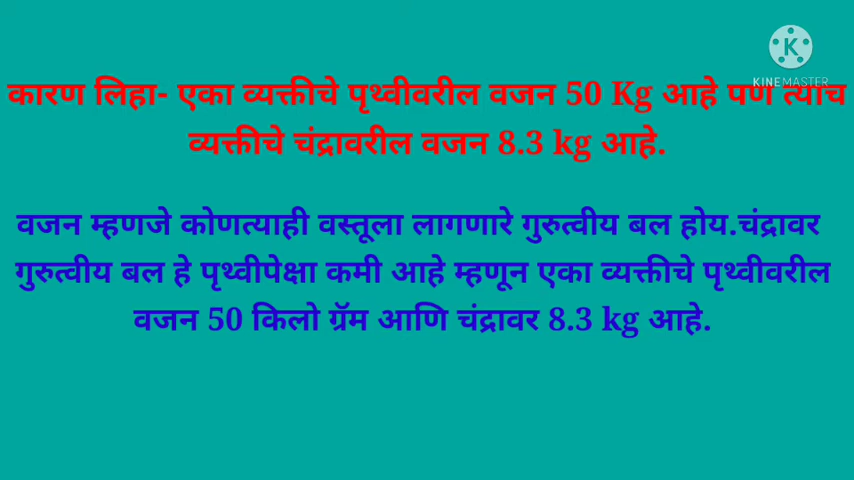 KINEMASTER
कारण लिहा- एका व्यक्तीचे पृथ्वीवरील वजन 50 Kg आहे पण त्याच
व्यक्तीचे चंद्रावरील वजन 8.3 kg आहे.
वजन म्हणजे कोणत्याही वस्तूला लागणारे गुरुत्वीय बल होय.चंद्रावर
गुरुत्वीय बल हे पृथ्वीपेक्षा कमी आहे म्हणून एका व्यक्तीचे पृथ्वीवरील
वजन 50 किलो ग्रॅम आणि चंद्रावर 8.3 kg आहे.